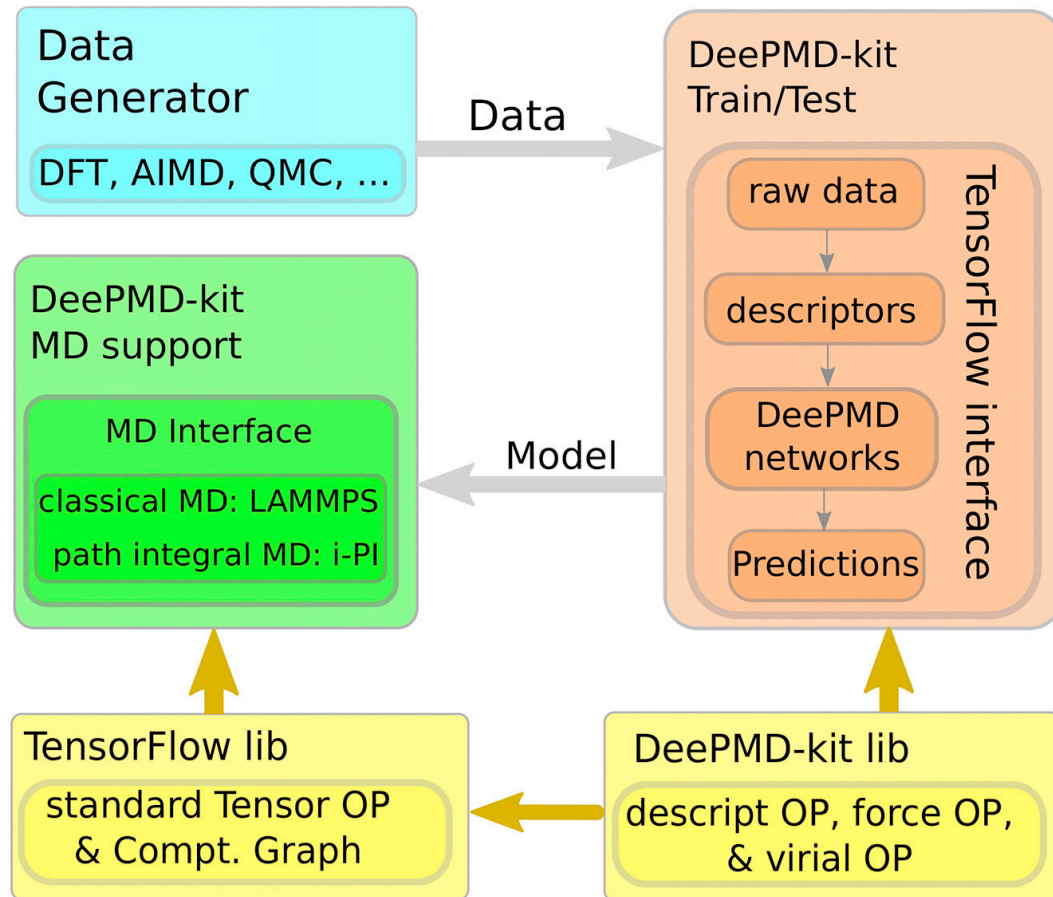 Data
Generator
DFT, AIMD, QMC, ...
Data
DeePMD-kit
Train/Test
raw data
descriptors
DeePMD
networks
Predictions
TensorFlow interface
DeePMD-kit
MD support
MD Interface
classical MD: LAMMPS
path integral MD: i-PI
Model
TensorFlow lib
standard Tensor OP
& Compt. Graph
DeePMD-kit lib
descript OP, force OP,
& virial OP